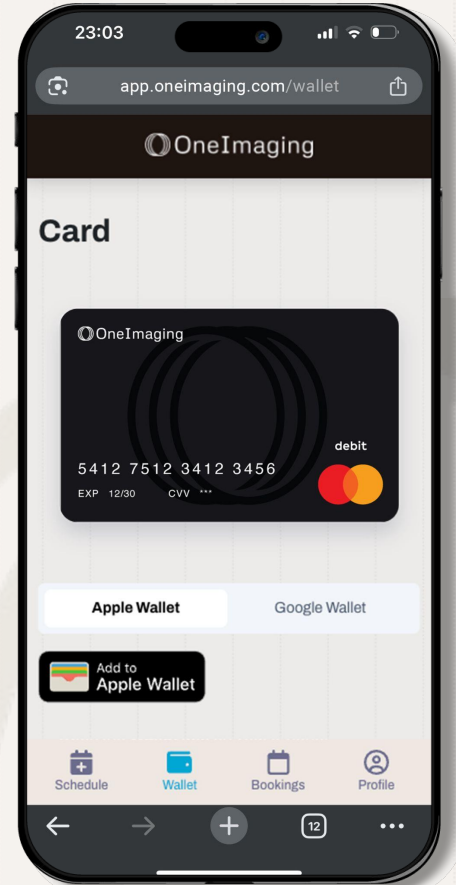 23:03
app.oneimaging.com/wallet
OneImaging
Card
OneImaging
debit
5412 7512 3412 3456
EXP 12/30 CVV ***
Apple Wallet Google Wallet
Add to
Apple Wallet
Schedule Wallet Bookings Profile
12